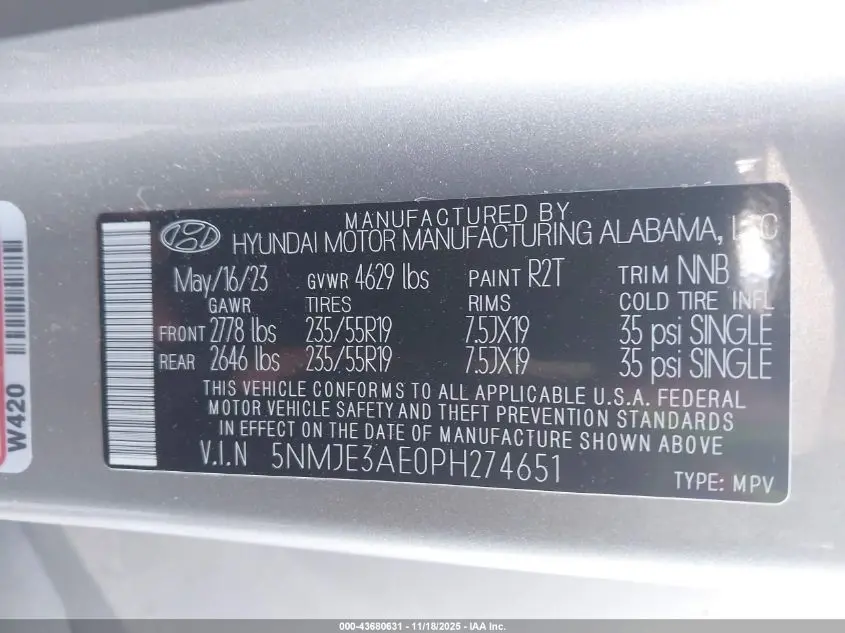 MANUFACTURED BY
HYUNDAI MOTOR MANUFACTURING ALABAMA, LLC
May/16/23 GVWR 4629 lbs PAINT R2T TRIM NNB
GAWR TIRES RIMS COLD TIRE INFL
FRONT 2778 lbs 235/55R19 7.5JX19 35 psi SINGLE
REAR 2646 lbs 235/55R19 7.5JX19 35 psi SINGLE
THIS VEHICLE CONFORMS TO ALL APPLICABLE U.S.A. FEDERAL
MOTOR VEHICLE SAFETY AND THEFT PREVENTION STANDARDS
IN EFFECT ON THE DATE OF MANUFACTURE SHOWN ABOVE
V.I.N 5NMJE3AE0PH274651
TYPE: MPV
W420
000-43680631 - 11/18/2025 - IAA Inc.